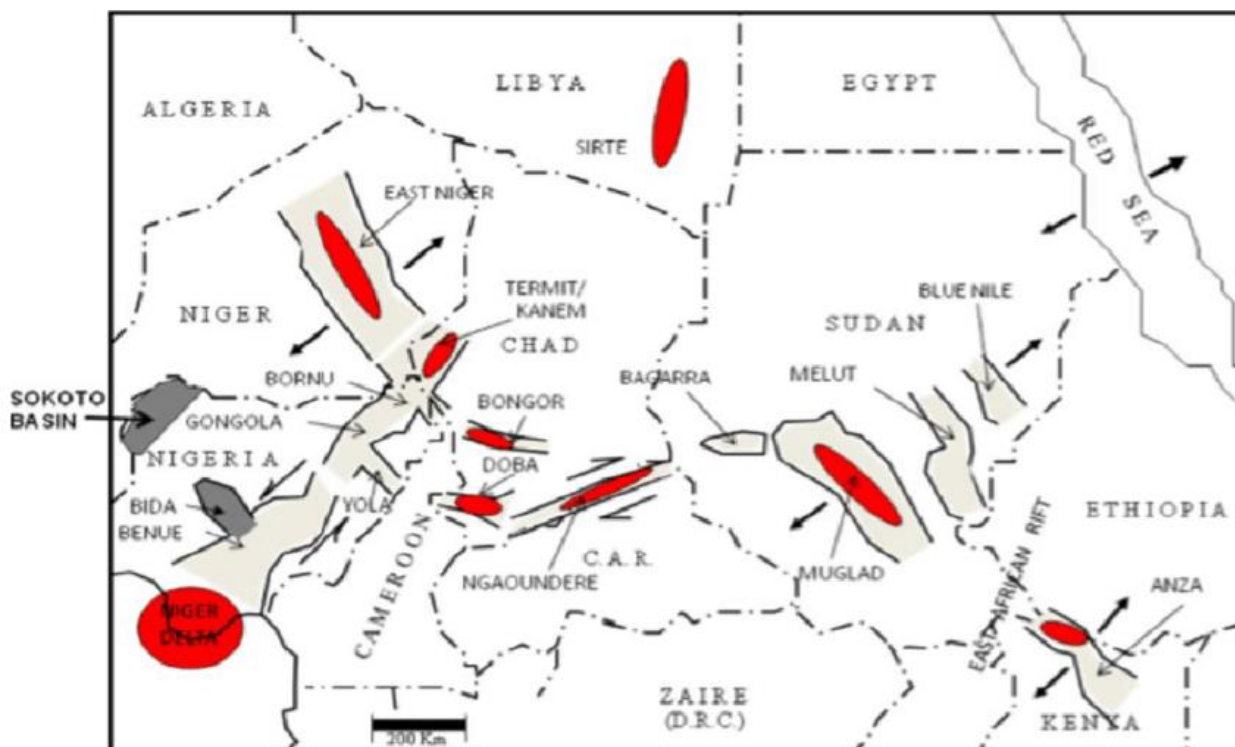 LIBYA
EGYPT
ALGERIA
SIRTE
RED SEA
EAST NIGER
TERMIT/
KANEM
BLUE NILE
NIGER
SUDAN
CHAD
BORNU
BAGARRA
MELUT
SOKOTO
BASIN
GONGOLA
BONGOR
NIGERIA
DOBA
BIDA
YOLA
BENUE
ETHIOPIA
C.A.R.
NGAOUNDERE
MUGLAD
ANZA
CAMEROON
EAST AFRICAN RIFT
NIGER
DELTA
ZAIRE
(D.R.C.)
KENYA
200 Km